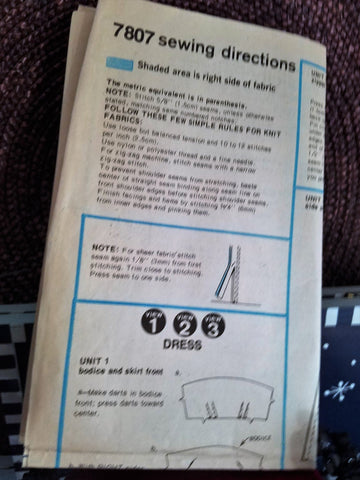 7807 sewing directions
Shaded area is right side of fabric
The metric equivalent is in parenthesis.
NOTE: Stitch 5/8" (1.5cm) seams, unless otherwise
stated, matching same numbered notches.
FOLLOW THESE FEW SIMPLE RULES FOR KNIT
FABRICS:
Use loose but balanced tension and 10 to 12 stitches
per inch (2.5cm).
Use nylon or polyester thread and a fine needle.
For zig-zag machine, stitch seams with a narrow
zig-zag stitch.
To prevent shoulder seams from stretching, baste
center of straight seam binding along seam line on
front shoulder edges before stitching shoulder seams.
Finish facings and hems by stitching 1/4" (6mm)
from inner edges and pinking them.
NOTE: For sheer fabric stitch
seam again 1/8" (3mm) from first
stitching. Trim close to stitching.
Press seam to one side.
VIEW 1 VIEW 2 VIEW 3
DRESS
UNIT 1
bodice and skirt front
a. Make darts in bodice
front; press darts toward
center.
a.
BODICE
b.
UNIT
UNIT